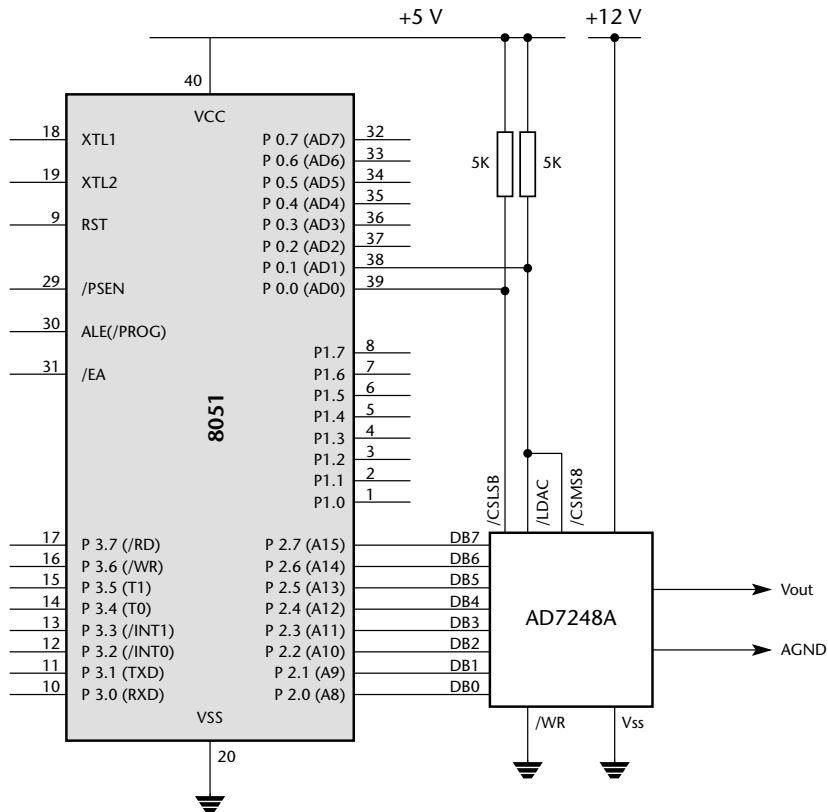 +5 V
+12 V
40
VCC
18 XTL1
19 XTL2
9 RST
29 /PSEN
30 ALE(/PROG)
31 /EA
P 0.7 (AD7) 32
P 0.6 (AD6) 33
P 0.5 (AD5) 34
P 0.4 (AD4) 35
P 0.3 (AD3) 36
P 0.2 (AD2) 37
P 0.1 (AD1) 38
P 0.0 (AD0) 39
5K
5K
P1.7 8
P1.6 7
P1.5 6
P1.4 5
P1.3 4
P1.2 3
P1.1 2
P1.0 1
8051
/CSLSB
/LDAC
/CSMS8
17 P 3.7 (/RD)
16 P 3.6 (/WR)
15 P 3.5 (T1)
14 P 3.4 (T0)
13 P 3.3 (/INT1)
12 P 3.2 (/INT0)
11 P 3.1 (TXD)
10 P 3.0 (RXD)
P 2.7 (A15) DB7
P 2.6 (A14) DB6
P 2.5 (A13) DB5
P 2.4 (A12) DB4
P 2.3 (A11) DB3
P 2.2 (A10) DB2
P 2.1 (A9) DB1
P 2.0 (A8) DB0
AD7248A
Vout
AGND
VSS
20
/WR
Vss